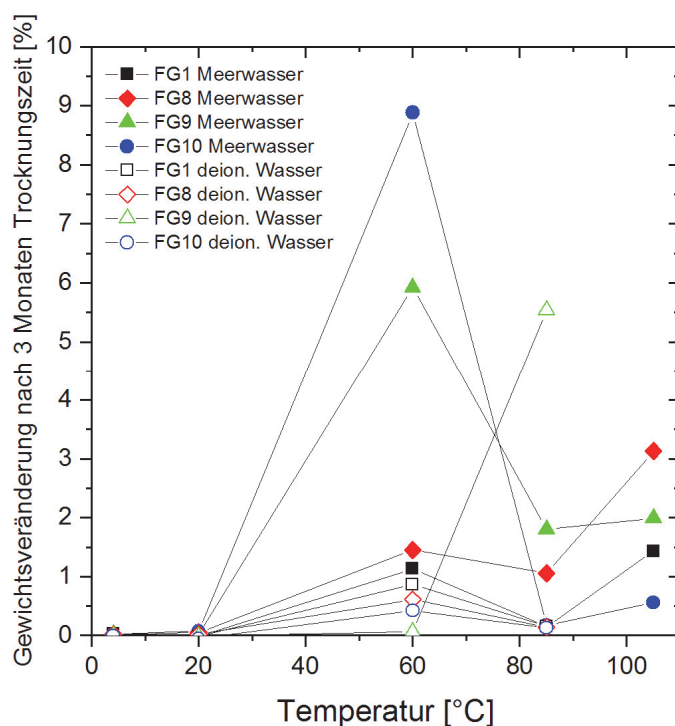 Gewichtsveränderung nach 3 Monaten Trocknungszeit [%]
10
9
8
7
6
5
4
3
2
1
0
FG1 Meerwasser
FG8 Meerwasser
FG9 Meerwasser
FG10 Meerwasser
FG1 deion. Wasser
FG8 deion. Wasser
FG9 deion. Wasser
FG10 deion. Wasser
0 20 40 60 80 100
Temperatur [°C]